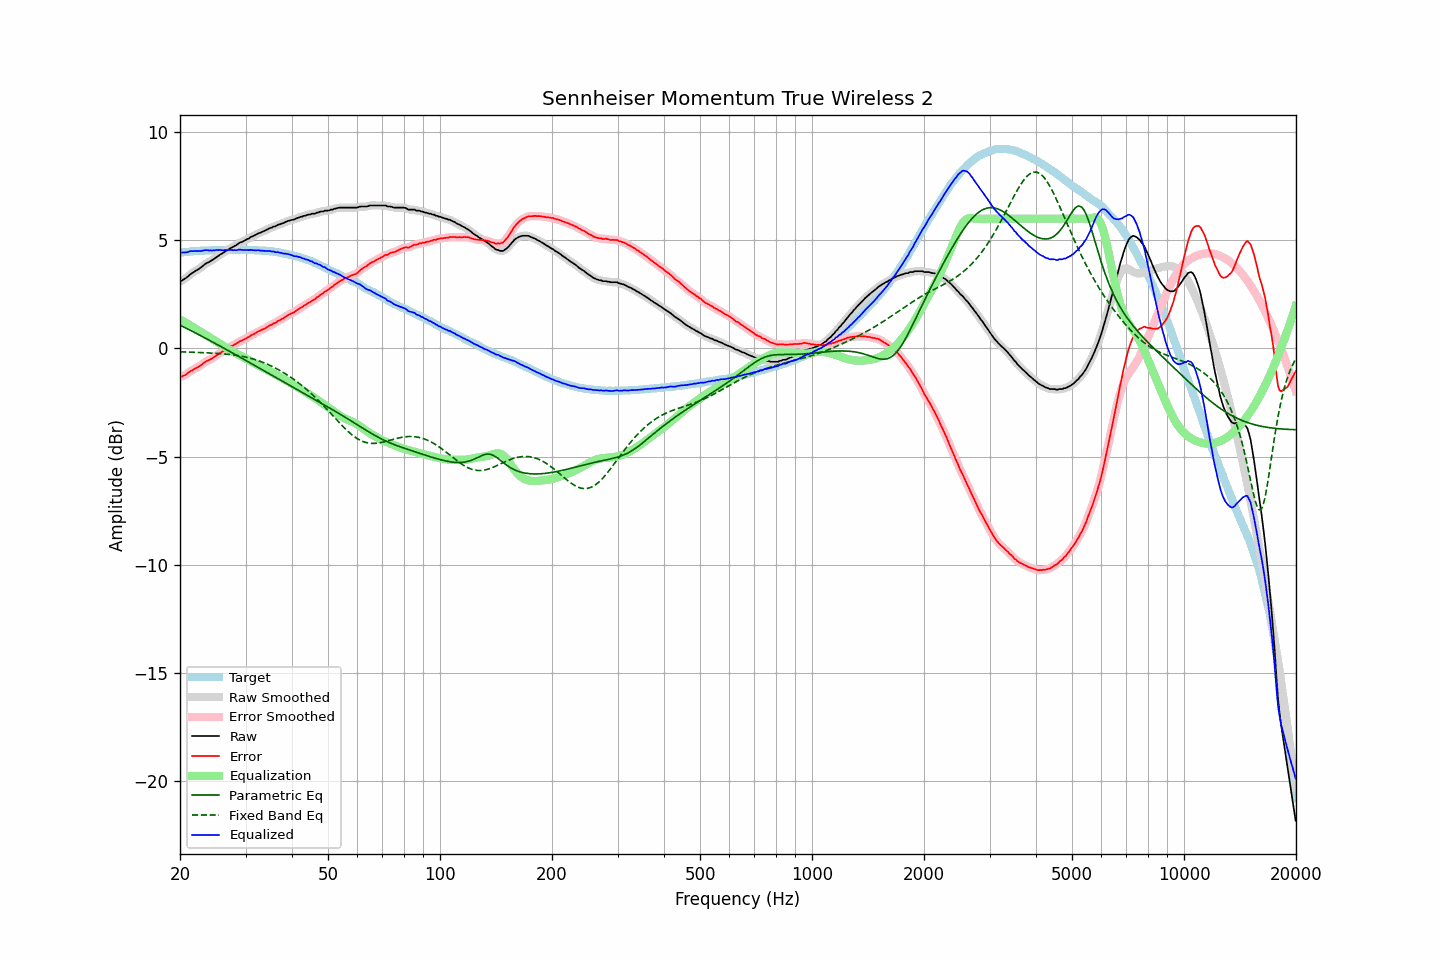 Sennheiser Momentum True Wireless 2
10
5
0
−5
−10
−15
−20
Amplitude (dBr)
Target
Raw Smoothed
Error Smoothed
Raw
Error
Equalization
Parametric Eq
Fixed Band Eq
Equalized
20 50 100 200 500 1000 2000 5000 10000 20000
Frequency (Hz)